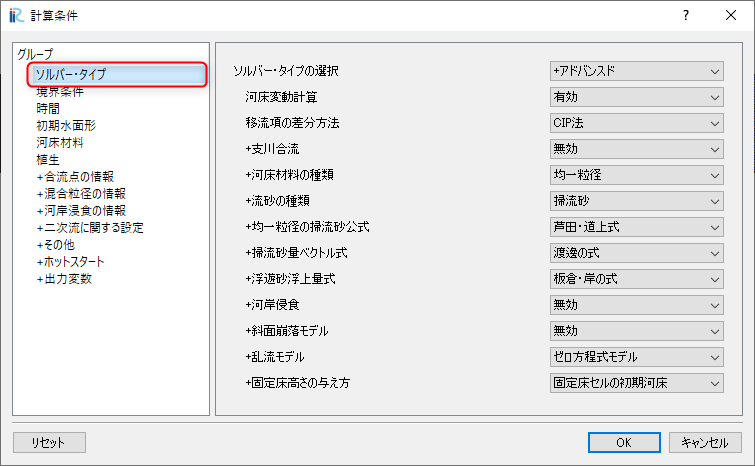 計算条件
グループ
ソルバー・タイプ
境界条件
時間
初期水面形
河床材料
植生
+合流点の情報
+混合粒径の情報
+河岸浸食の情報
+二次流に関する設定
+その他
+ホットスタート
+出力変数
ソルバー・タイプの選択 +アドバンスド
河床変動計算 有効
移流項の差分方法 CIP法
+支川合流 無効
+河床材料の種類 均一粒径
+流砂の種類 掃流砂
+均一粒径の掃流砂公式 芦田・道上式
+掃流砂量ベクトル式 渡邊の式
+浮遊砂浮上量式 板倉・岸の式
+河岸侵食 無効
+斜面崩落モデル 無効
+乱流モデル ゼロ方程式モデル
+固定床高さの与え方 固定床セルの初期河床
リセット OK キャンセル